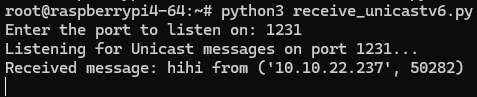 root@raspberrypi4-64:~# python3 receive_unicastv6.py
Enter the port to listen on: 1231
Listening for Unicast messages on port 1231...
Received message: hihi from ('10.10.22.237', 50282)